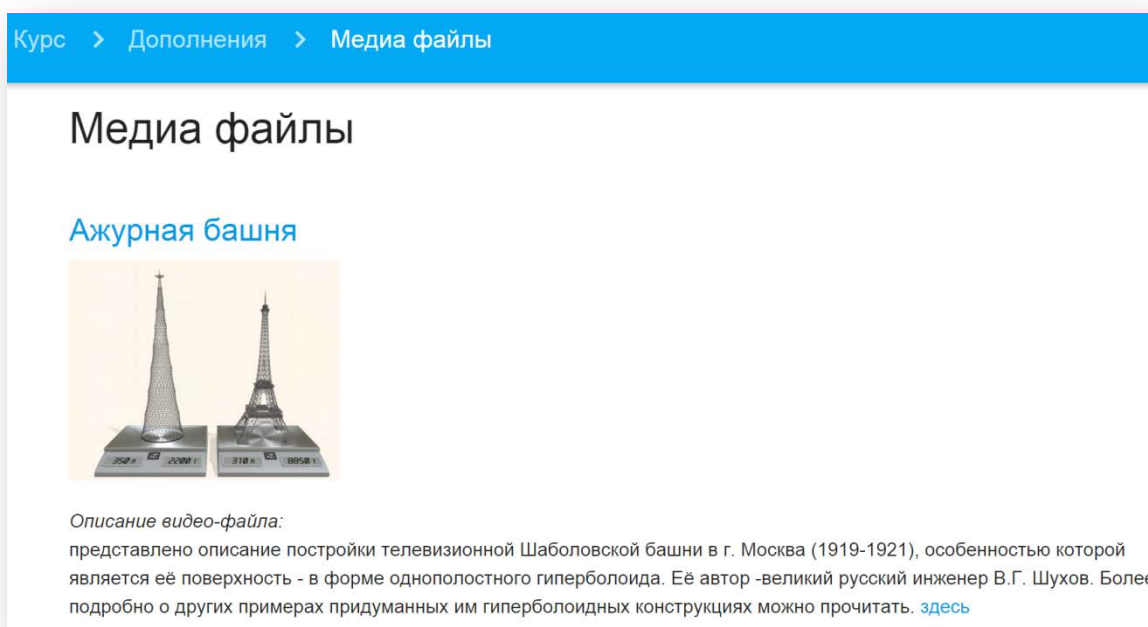 Курс > Дополнения > Медиа файлы
Медиа файлы
Ажурная башня
350 м 2200 т 310 м 8850 т
Описание видео-файла:
представлено описание постройки телевизионной Шаболовской башни в г. Москва (1919-1921), особенностью которой
является её поверхность - в форме однополостного гиперболоида. Её автор -великий русский инженер В.Г. Шухов. Более
подробно о других примерах придуманных им гиперболоидных конструкциях можно прочитать. здесь